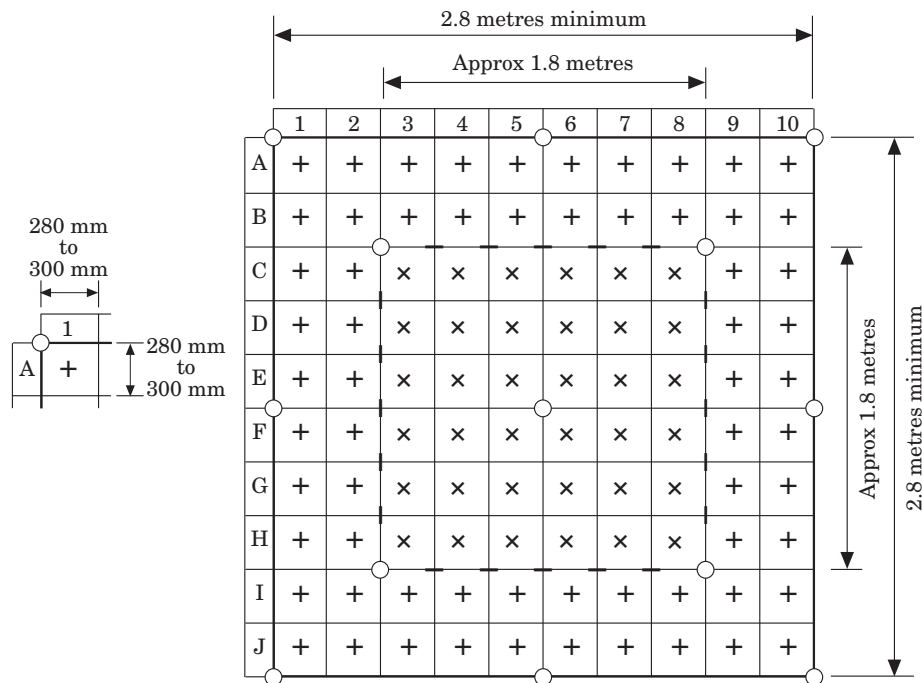 2.8 metres minimum
Approx 1.8 metres
1 2 3 4 5 6 7 8 9 10
A + + + + + + + + + +
B + + + + + + + + + +
C + + × × × × × × + +
D + + × × × × × × + +
E + + × × × × × × + +
F + + × × × × × × + +
G + + × × × × × × + +
H + + × × × × × × + +
I + + + + + + + + + +
J + + + + + + + + + +
Approx 1.8 metres
2.8 metres minimum
280 mm
to
300 mm
1
A +
280 mm
to
300 mm